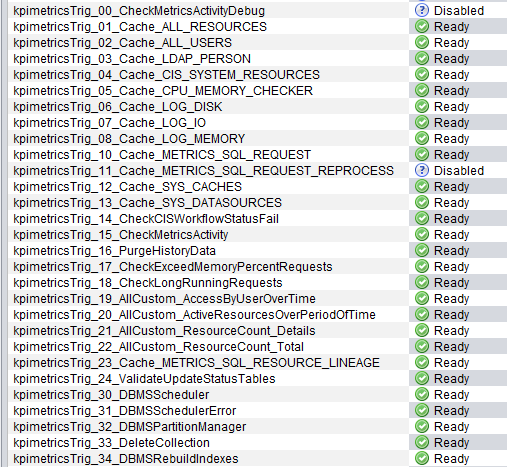 kpimetricsTrig_00_CheckMetricsActivityDebug Disabled
kpimetricsTrig_01_Cache_ALL_RESOURCES Ready
kpimetricsTrig_02_Cache_ALL_USERS Ready
kpimetricsTrig_03_Cache_LDAP_PERSON Ready
kpimetricsTrig_04_Cache_CIS_SYSTEM_RESOURCES Ready
kpimetricsTrig_05_Cache_CPU_MEMORY_CHECKER Ready
kpimetricsTrig_06_Cache_LOG_DISK Ready
kpimetricsTrig_07_Cache_LOG_IO Ready
kpimetricsTrig_08_Cache_LOG_MEMORY Ready
kpimetricsTrig_10_Cache_METRICS_SQL_REQUEST Ready
kpimetricsTrig_11_Cache_METRICS_SQL_REQUEST_REPROCESS Disabled
kpimetricsTrig_12_Cache_SYS_CACHES Ready
kpimetricsTrig_13_Cache_SYS_DATASOURCES Ready
kpimetricsTrig_14_CheckCISWorkflowStatusFail Ready
kpimetricsTrig_15_CheckMetricsActivity Ready
kpimetricsTrig_16_PurgeHistoryData Ready
kpimetricsTrig_17_CheckExceedMemoryPercentRequests Ready
kpimetricsTrig_18_CheckLongRunningRequests Ready
kpimetricsTrig_19_AllCustom_AccessByUserOverTime Ready
kpimetricsTrig_20_AllCustom_ActiveResourcesOverPeriodOfTime Ready
kpimetricsTrig_21_AllCustom_ResourceCount_Details Ready
kpimetricsTrig_22_AllCustom_ResourceCount_Total Ready
kpimetricsTrig_23_Cache_METRICS_SQL_RESOURCE_LINEAGE Ready
kpimetricsTrig_24_ValidateUpdateStatusTables Ready
kpimetricsTrig_30_DBMSScheduler Ready
kpimetricsTrig_31_DBMSSchedulerError Ready
kpimetricsTrig_32_DBMSPartitionManager Ready
kpimetricsTrig_33_DeleteCollection Ready
kpimetricsTrig_34_DBMSRebuildIndexes Ready